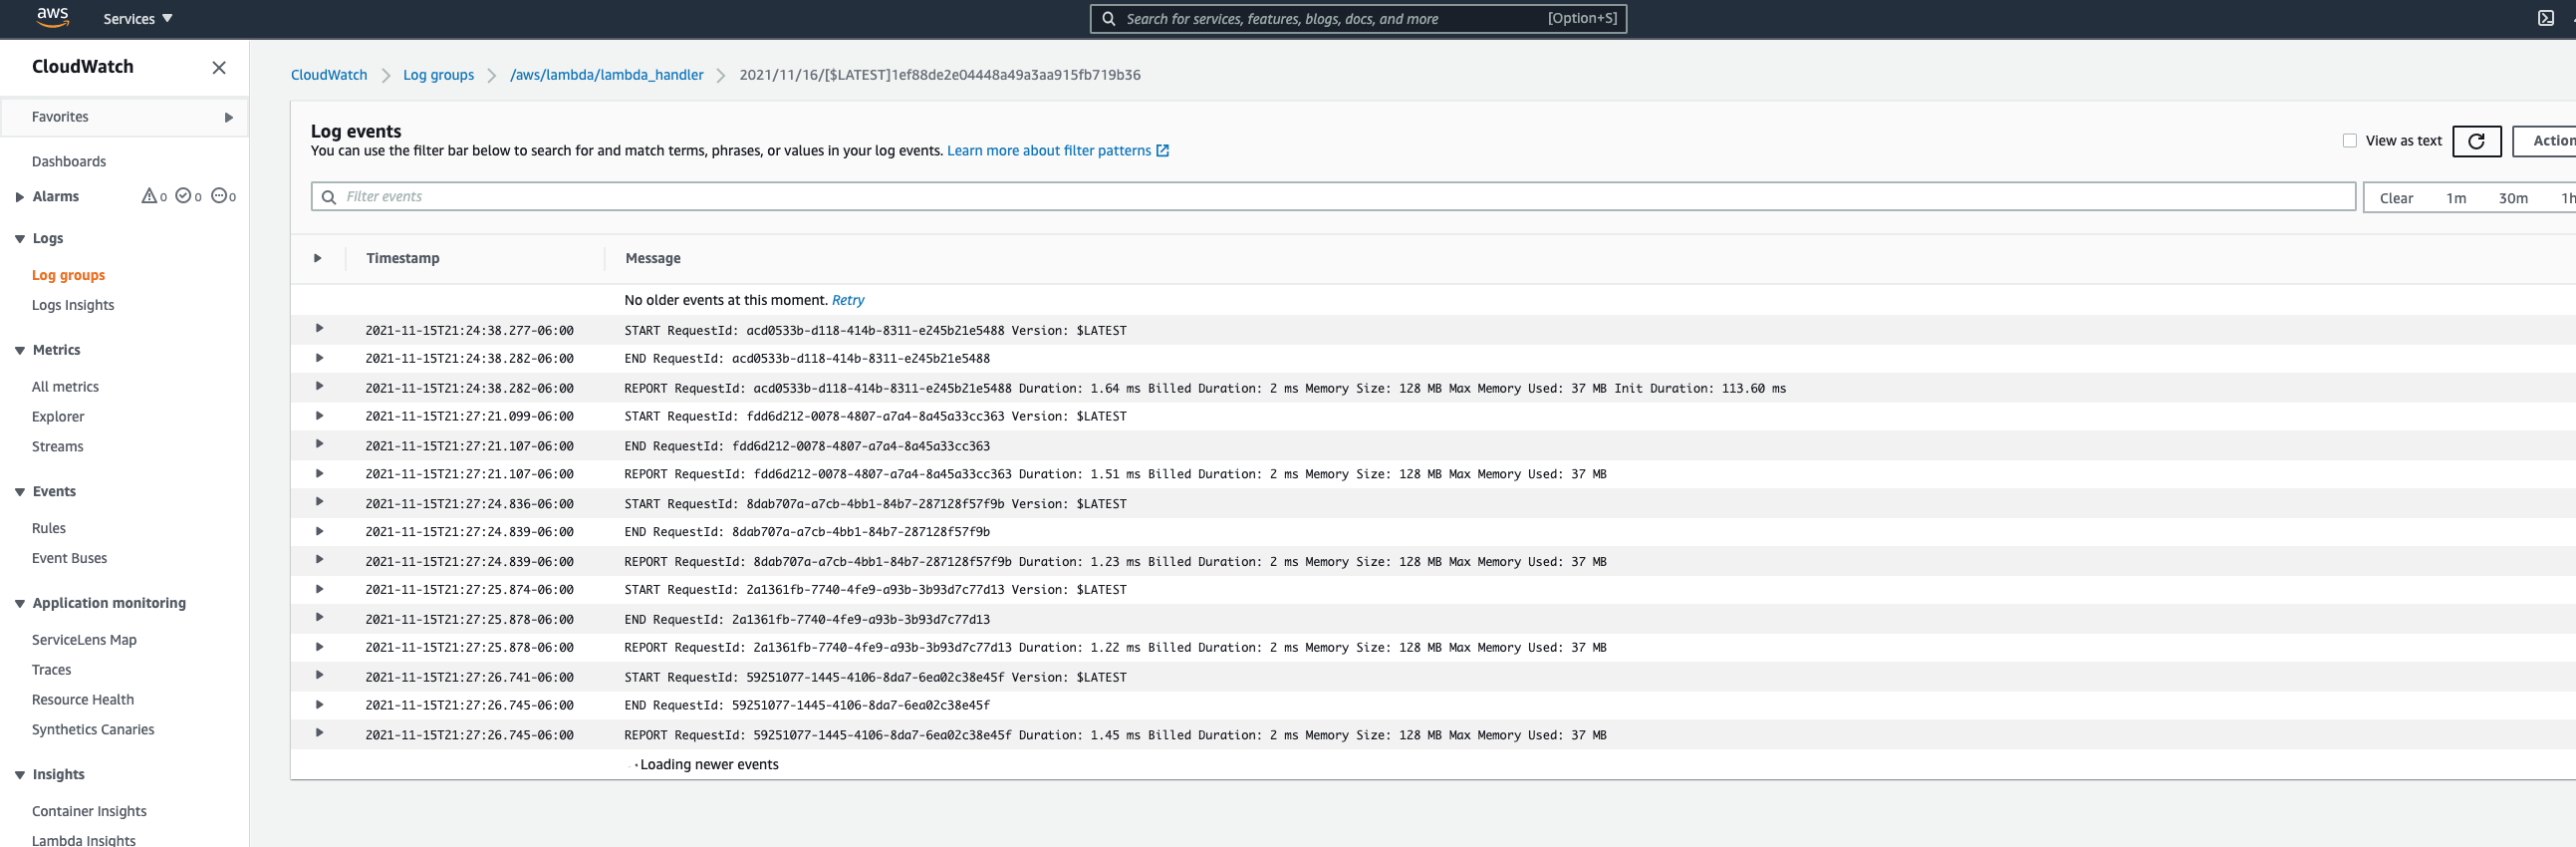 aws Services Search for services, features, blogs, docs, and more [Option+S]
CloudWatch
Favorites
Dashboards
Alarms 0 0 0
Logs
Log groups
Logs Insights
Metrics
All metrics
Explorer
Streams
Events
Rules
Event Buses
Application monitoring
ServiceLens Map
Traces
Resource Health
Synthetics Canaries
Insights
Container Insights
Lambda Insights
CloudWatch Log groups /aws/lambda/lambda_handler 2021/11/16/[$LATEST]1ef88de2e04448a49a3aa915fb719b36
Log events
You can use the filter bar below to search for and match terms, phrases, or values in your log events. Learn more about filter patterns
View as text Action
Filter events
Clear 1m 30m 1h
Timestamp Message
No older events at this moment. Retry
2021-11-15T21:24:38.277-06:00 START RequestId: acd0533b-d118-414b-8311-e245b21e5488 Version: $LATEST
2021-11-15T21:24:38.282-06:00 END RequestId: acd0533b-d118-414b-8311-e245b21e5488
2021-11-15T21:24:38.282-06:00 REPORT RequestId: acd0533b-d118-414b-8311-e245b21e5488 Duration: 1.64 ms Billed Duration: 2 ms Memory Size: 128 MB Max Memory Used: 37 MB Init Duration: 113.60 ms
2021-11-15T21:27:21.099-06:00 START RequestId: fdd6d212-0078-4807-a7a4-8a45a33cc363 Version: $LATEST
2021-11-15T21:27:21.107-06:00 END RequestId: fdd6d212-0078-4807-a7a4-8a45a33cc363
2021-11-15T21:27:21.107-06:00 REPORT RequestId: fdd6d212-0078-4807-a7a4-8a45a33cc363 Duration: 1.51 ms Billed Duration: 2 ms Memory Size: 128 MB Max Memory Used: 37 MB
2021-11-15T21:27:24.836-06:00 START RequestId: 8dab707a-a7cb-4bb1-84b7-287128f57f9b Version: $LATEST
2021-11-15T21:27:24.839-06:00 END RequestId: 8dab707a-a7cb-4bb1-84b7-287128f57f9b
2021-11-15T21:27:24.839-06:00 REPORT RequestId: 8dab707a-a7cb-4bb1-84b7-287128f57f9b Duration: 1.23 ms Billed Duration: 2 ms Memory Size: 128 MB Max Memory Used: 37 MB
2021-11-15T21:27:25.874-06:00 START RequestId: 2a1361fb-7740-4fe9-a93b-3b93d7c77d13 Version: $LATEST
2021-11-15T21:27:25.878-06:00 END RequestId: 2a1361fb-7740-4fe9-a93b-3b93d7c77d13
2021-11-15T21:27:25.878-06:00 REPORT RequestId: 2a1361fb-7740-4fe9-a93b-3b93d7c77d13 Duration: 1.22 ms Billed Duration: 2 ms Memory Size: 128 MB Max Memory Used: 37 MB
2021-11-15T21:27:26.741-06:00 START RequestId: 59251077-1445-4106-8da7-6ea02c38e45f Version: $LATEST
2021-11-15T21:27:26.745-06:00 END RequestId: 59251077-1445-4106-8da7-6ea02c38e45f
2021-11-15T21:27:26.745-06:00 REPORT RequestId: 59251077-1445-4106-8da7-6ea02c38e45f Duration: 1.45 ms Billed Duration: 2 ms Memory Size: 128 MB Max Memory Used: 37 MB
Loading newer events